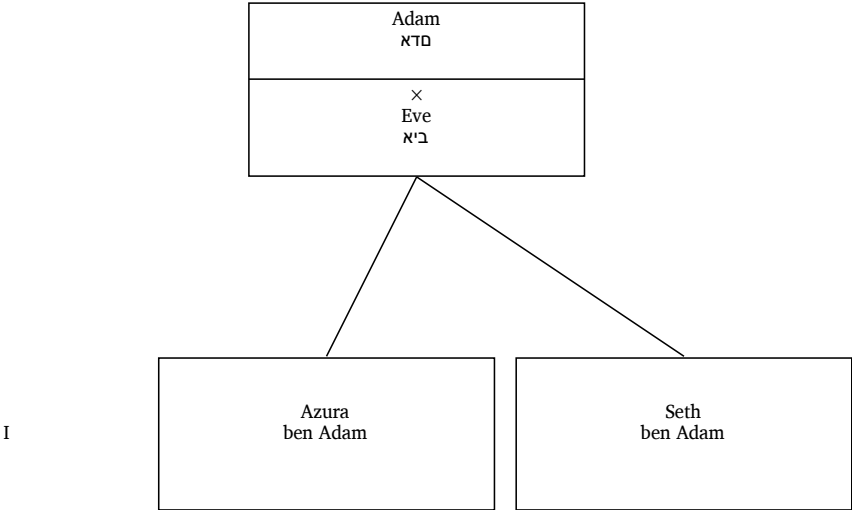 Adam
אדם
×
Eve
איב
Azura
ben Adam
Seth
ben Adam
I